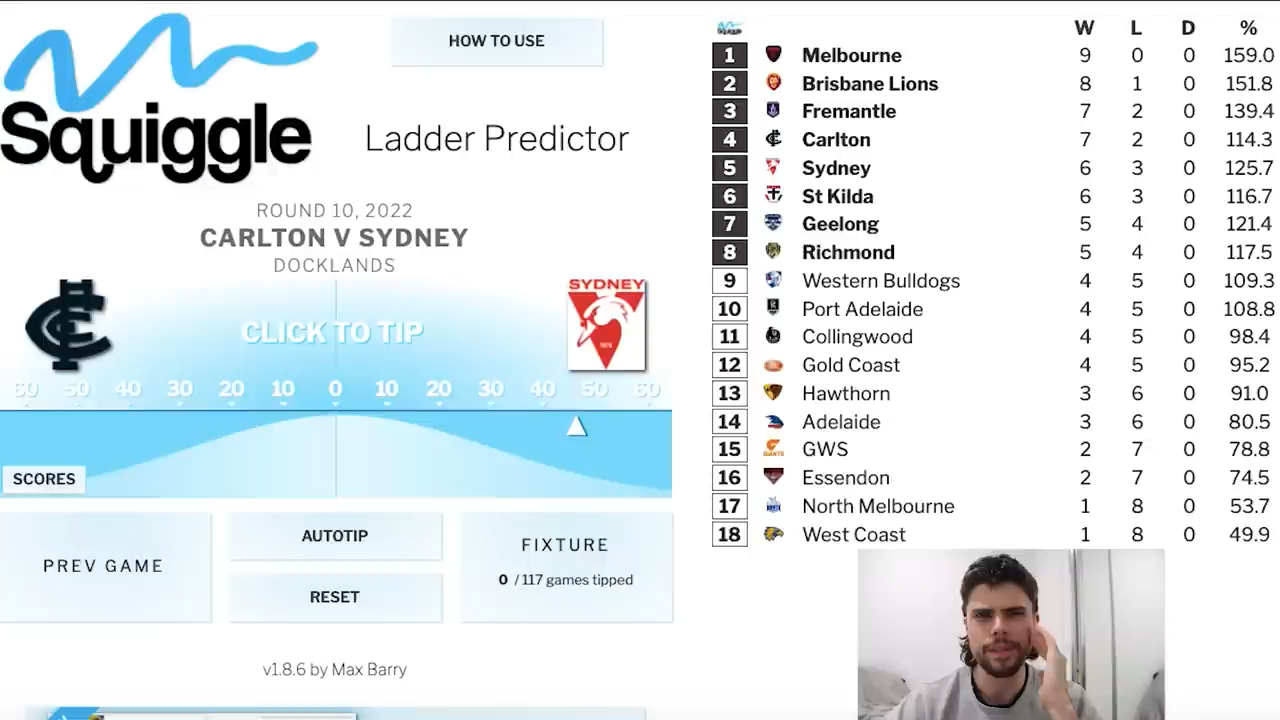 Squiggle
HOW TO USE
Ladder Predictor
ROUND 10, 2022
CARLTON V SYDNEY
DOCKLANDS
SYDNEY
CLICK TO TIP
60 50 40 30 20 10 0 10 20 30 40 50 60
SCORES
PREV GAME
AUTOTIP
RESET
FIXTURE
0 / 117 games tipped
v1.8.6 by Max Barry
W L D %
1 Melbourne 9 0 0 159.0
2 Brisbane Lions 8 1 0 151.8
3 Fremantle 7 2 0 139.4
4 Carlton 7 2 0 114.3
5 Sydney 6 3 0 125.7
6 St Kilda 6 3 0 116.7
7 Geelong 5 4 0 121.4
8 Richmond 5 4 0 117.5
9 Western Bulldogs 4 5 0 109.3
10 Port Adelaide 4 5 0 108.8
11 Collingwood 4 5 0 98.4
12 Gold Coast 4 5 0 95.2
13 Hawthorn 3 6 0 91.0
14 Adelaide 3 6 0 80.5
15 GWS 2 7 0 78.8
16 Essendon 2 7 0 74.5
17 North Melbourne 1 8 0 53.7
18 West Coast 1 8 0 49.9